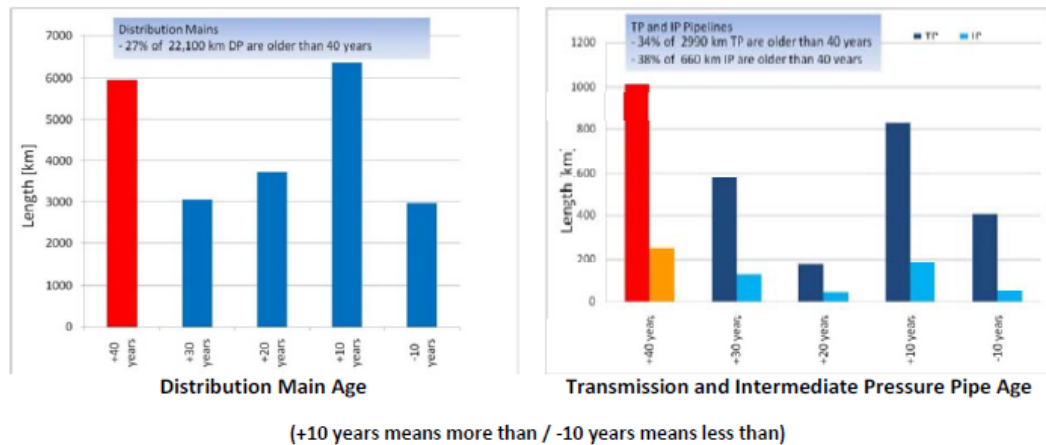 Distribution Mains
- 27% of 22,100 km DP are older than 40 years
7000
6000
5000
4000
3000
2000
1000
0
Length [km]
+40 years
+30 years
+20 years
+10 years
-10 years
Distribution Main Age
TP and IP Pipelines
- 34% of 2990 km TP are older than 40 years
- 38% of 660 km IP are older than 40 years
TP IP
1200
1000
800
600
400
200
0
Length [km]
+40 years
+30 years
+20 years
+10 years
-10 years
Transmission and Intermediate Pressure Pipe Age
(+10 years means more than / -10 years means less than)